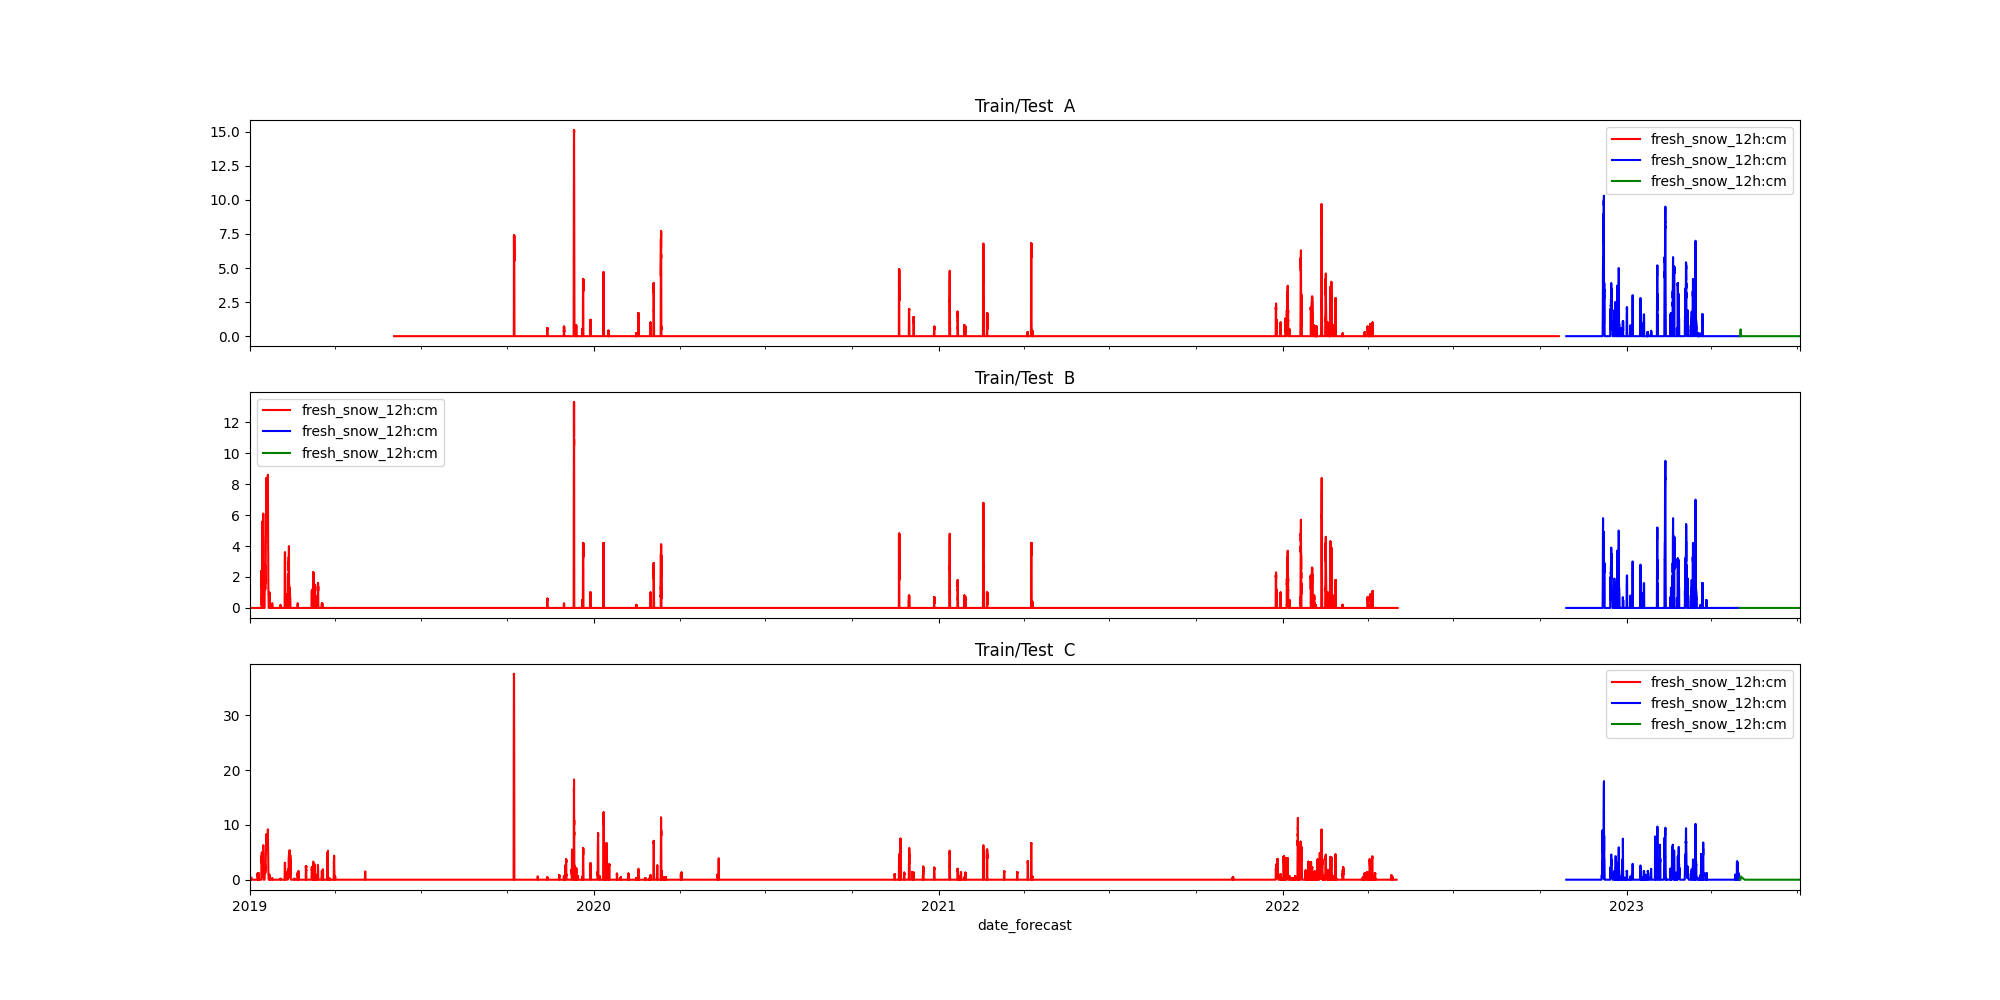 Train/Test  A
15.0
12.5
10.0
7.5
5.0
2.5
0.0
fresh_snow_12h:cm
fresh_snow_12h:cm
fresh_snow_12h:cm
Train/Test  B
12
10
8
6
4
2
0
fresh_snow_12h:cm
fresh_snow_12h:cm
fresh_snow_12h:cm
Train/Test  C
30
20
10
0
fresh_snow_12h:cm
fresh_snow_12h:cm
fresh_snow_12h:cm
2019 2020 2021 2022 2023
date_forecast